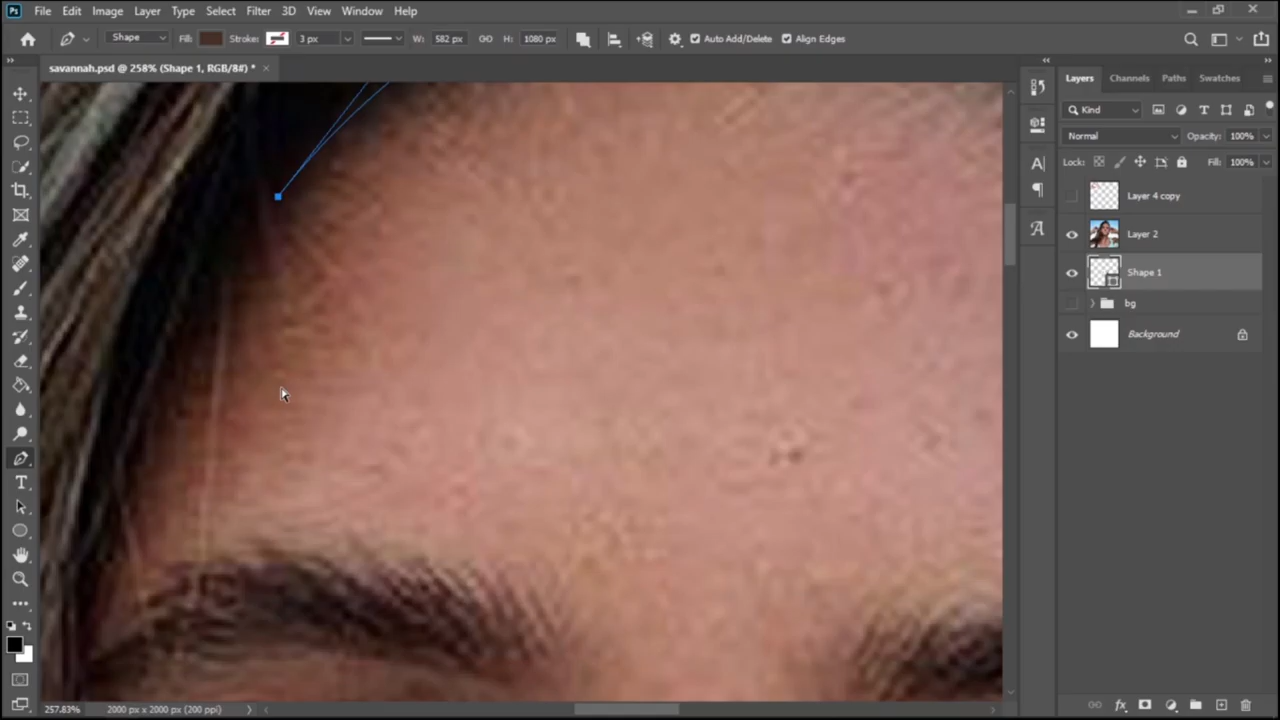 Ps File Edit Image Layer Type Select Filter 3D View Window Help
Shape Fill: Stroke: 3 px W: 582 px H: 1080 px Auto Add/Delete Align Edges
savannah.psd @ 258% (Shape 1, RGB/8#) * ×
Layers Channels Paths Swatches
Kind
Normal Opacity: 100%
Lock: Fill: 100%
Layer 4 copy
Layer 2
Shape 1
bg
Background
257.83% 2000 px x 2000 px (200 ppi)